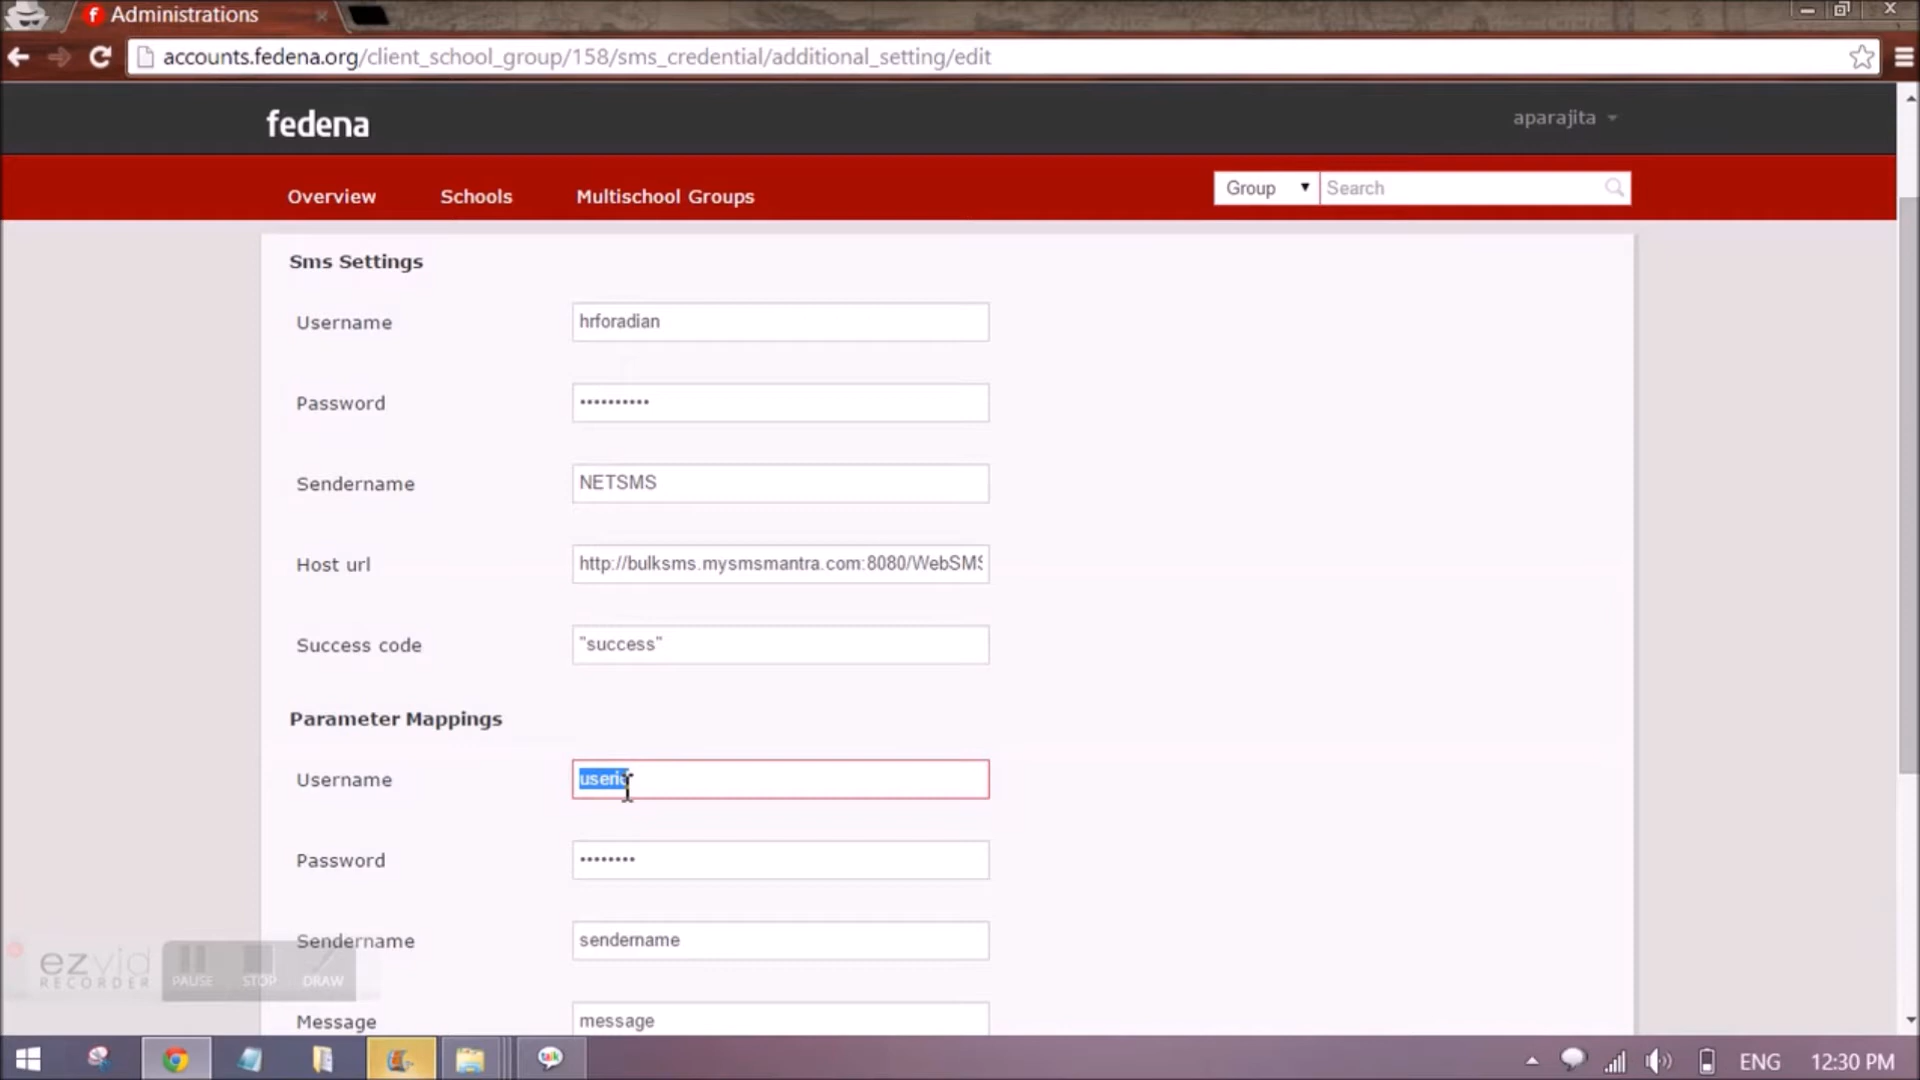 Administrations
accounts.fedena.org/client_school_group/158/sms_credential/additional_setting/edit
fedena
aparajita
Overview Schools Multischool Groups Group Search
Sms Settings
Username hrforadian
Password ••••••••••
Sendername NETSMS
Host url http://bulksms.mysmsmantra.com:8080/WebSMS
Success code "success"
Parameter Mappings
Username
Password ••••••••
Sendername sendername
ezvid
RECORDER PAUSE STOP DRAW
Message message
talk
ENG 12:30 PM